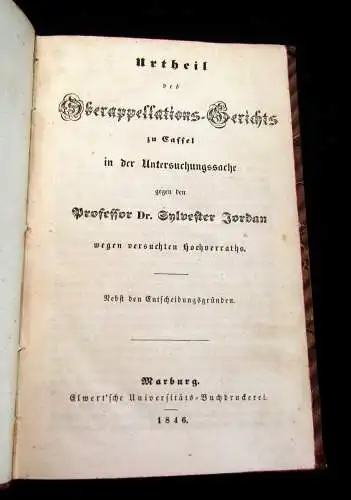 Urtheil
des
Oberappellations-Gerichts
zu Cassel
in der Untersuchungssache
gegen den
Professor Dr. Sylvester Jordan
wegen versuchten Hochverraths.
Nebst den Entscheidungsgründen.
Marburg.
Elwert'sche Universitäts-Buchdruckerei.
1846.